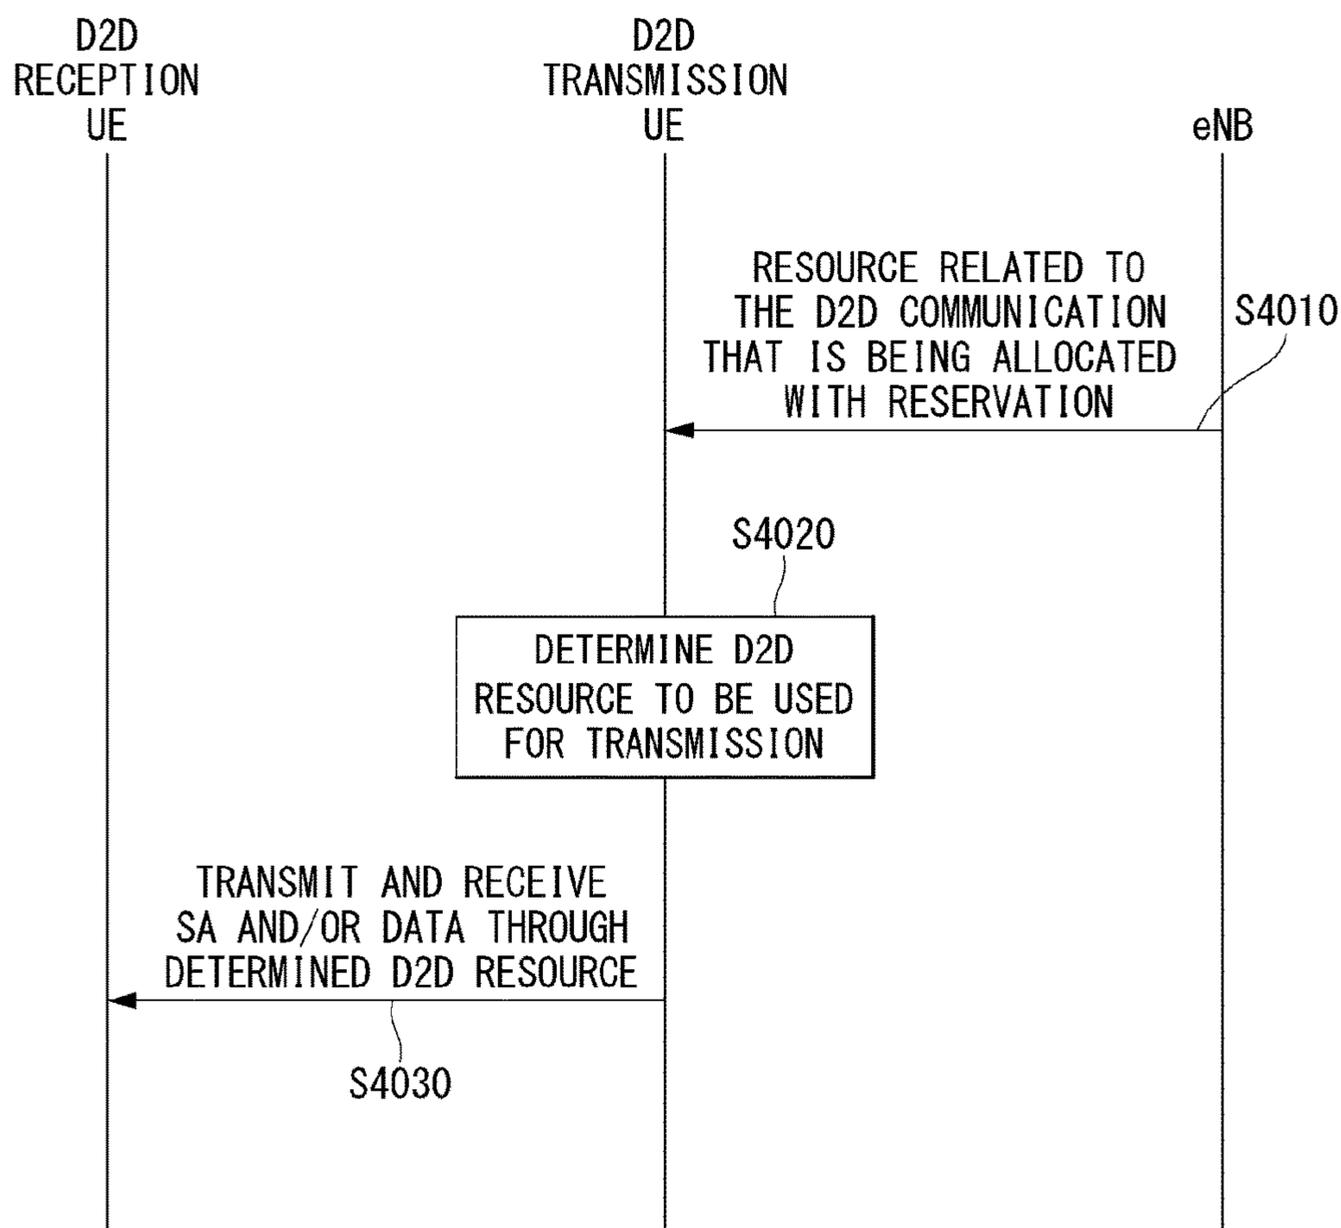 D2D
RECEPTION
UE
D2D
TRANSMISSION
UE
eNB
RESOURCE RELATED TO
THE D2D COMMUNICATION
THAT IS BEING ALLOCATED
WITH RESERVATION
S4010
S4020
DETERMINE D2D
RESOURCE TO BE USED
FOR TRANSMISSION
TRANSMIT AND RECEIVE
SA AND/OR DATA THROUGH
DETERMINED D2D RESOURCE
S4030